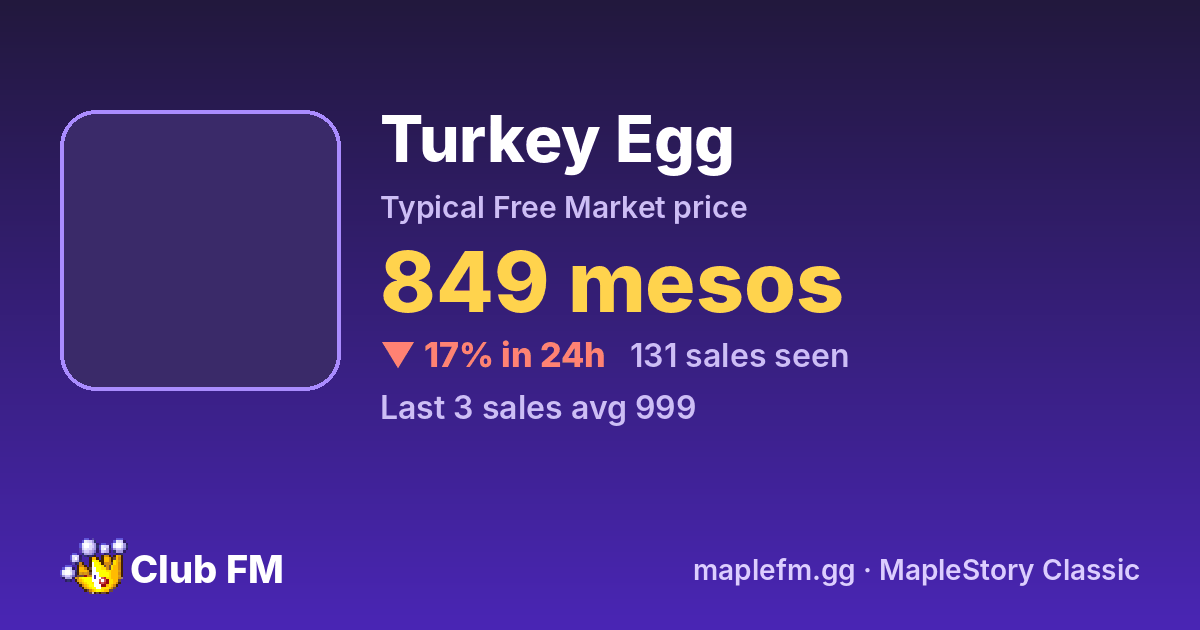 Turkey Egg
Typical Free Market price
849 mesos
▼ 17% in 24h 131 sales seen
Last 3 sales avg 999
Club FM
maplefm.gg · MapleStory Classic